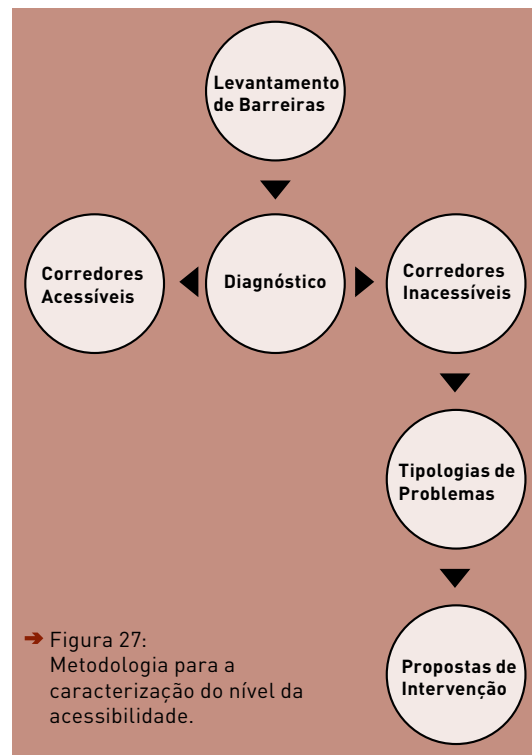 Levantamento
de Barreiras
Corredores
Acessíveis
Diagnóstico
Corredores
Inacessíveis
Tipologias de
Problemas
Propostas de
Intervenção
➔ Figura 27:
Metodologia para a
caracterização do nível da
acessibilidade.